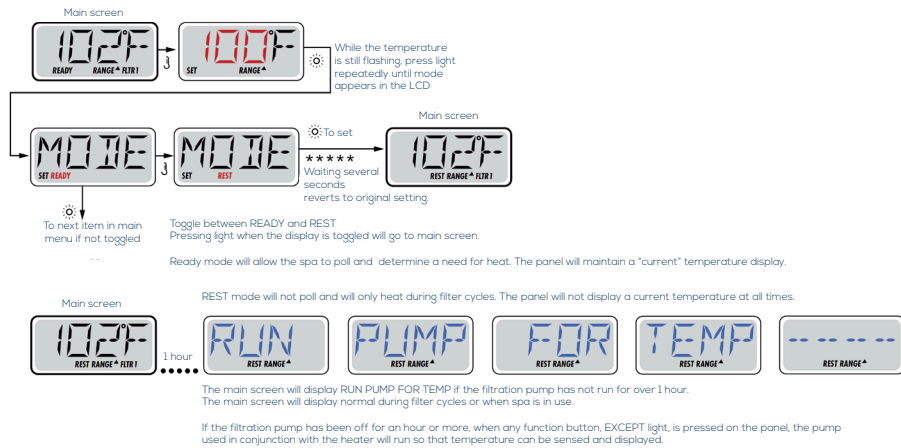 Main screen
102°F
READY RANGE FLTR1
100°F
SET RANGE
While the temperature
is still flashing, press light
repeatedly until mode
appears in the LCD
MODE
SET READY
MODE
SET REST
To set
*****
Waiting several
seconds
reverts to original setting.
Main screen
102°F
REST RANGE FLTR1
To next item in main
menu if not toggled
Toggle between READY and REST
Pressing light when the display is toggled will go to main screen.
Ready mode will allow the spa to poll and determine a need for heat. The panel will maintain a "current" temperature display.
REST mode will not poll and will only heat during filter cycles. The panel will not display a current temperature at all times.
Main screen
102°F
REST RANGE FLTR1
1 hour
RUN
REST RANGE
PUMP
REST RANGE
FOR
REST RANGE
TEMP
REST RANGE
-- -- -- --
REST RANGE
The main screen will display RUN PUMP FOR TEMP if the filtration pump has not run for over 1 hour.
The main screen will display normal during filter cycles or when spa is in use.
If the filtration pump has been off for an hour or more, when any function button, EXCEPT light, is pressed on the panel, the pump
used in conjunction with the heater will run so that temperature can be sensed and displayed.